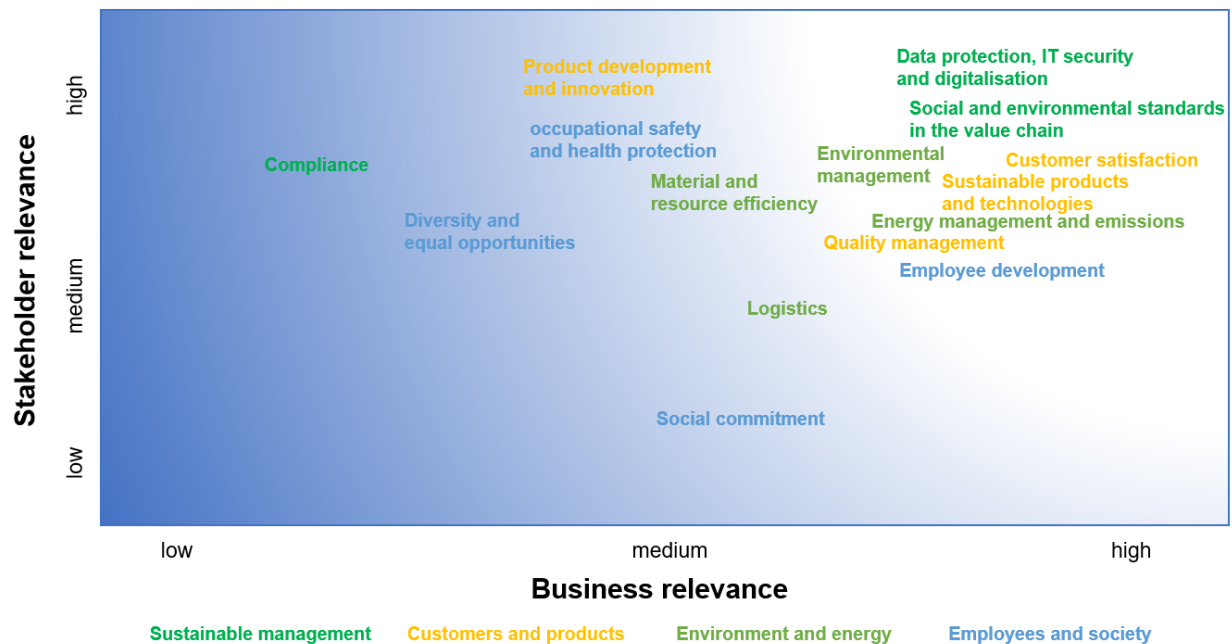 Data protection, IT security
and digitalisation
Product development
and innovation
Social and environmental standards
in the value chain
occupational safety
and health protection
Environmental
management
Customer satisfaction
Compliance
Material and
resource efficiency
Sustainable products
and technologies
Diversity and
equal opportunities
Energy management and emissions
Quality management
Employee development
Logistics
Social commitment
Stakeholder relevance
high
medium
low
low
medium
high
Business relevance
Sustainable management
Customers and products
Environment and energy
Employees and society